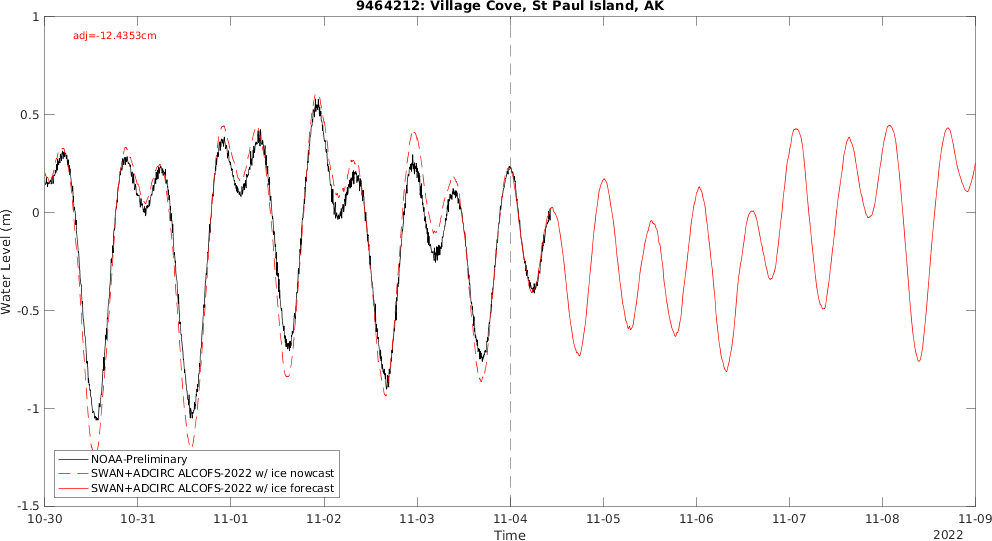 9464212: Village Cove, St Paul Island, AK
adj=-12.4353cm
1
0.5
0
-0.5
-1
-1.5
Water Level (m)
NOAA-Preliminary
SWAN+ADCIRC ALCOFS-2022 w/ ice nowcast
SWAN+ADCIRC ALCOFS-2022 w/ ice forecast
10-30 10-31 11-01 11-02 11-03 11-04 11-05 11-06 11-07 11-08 11-09
Time
2022